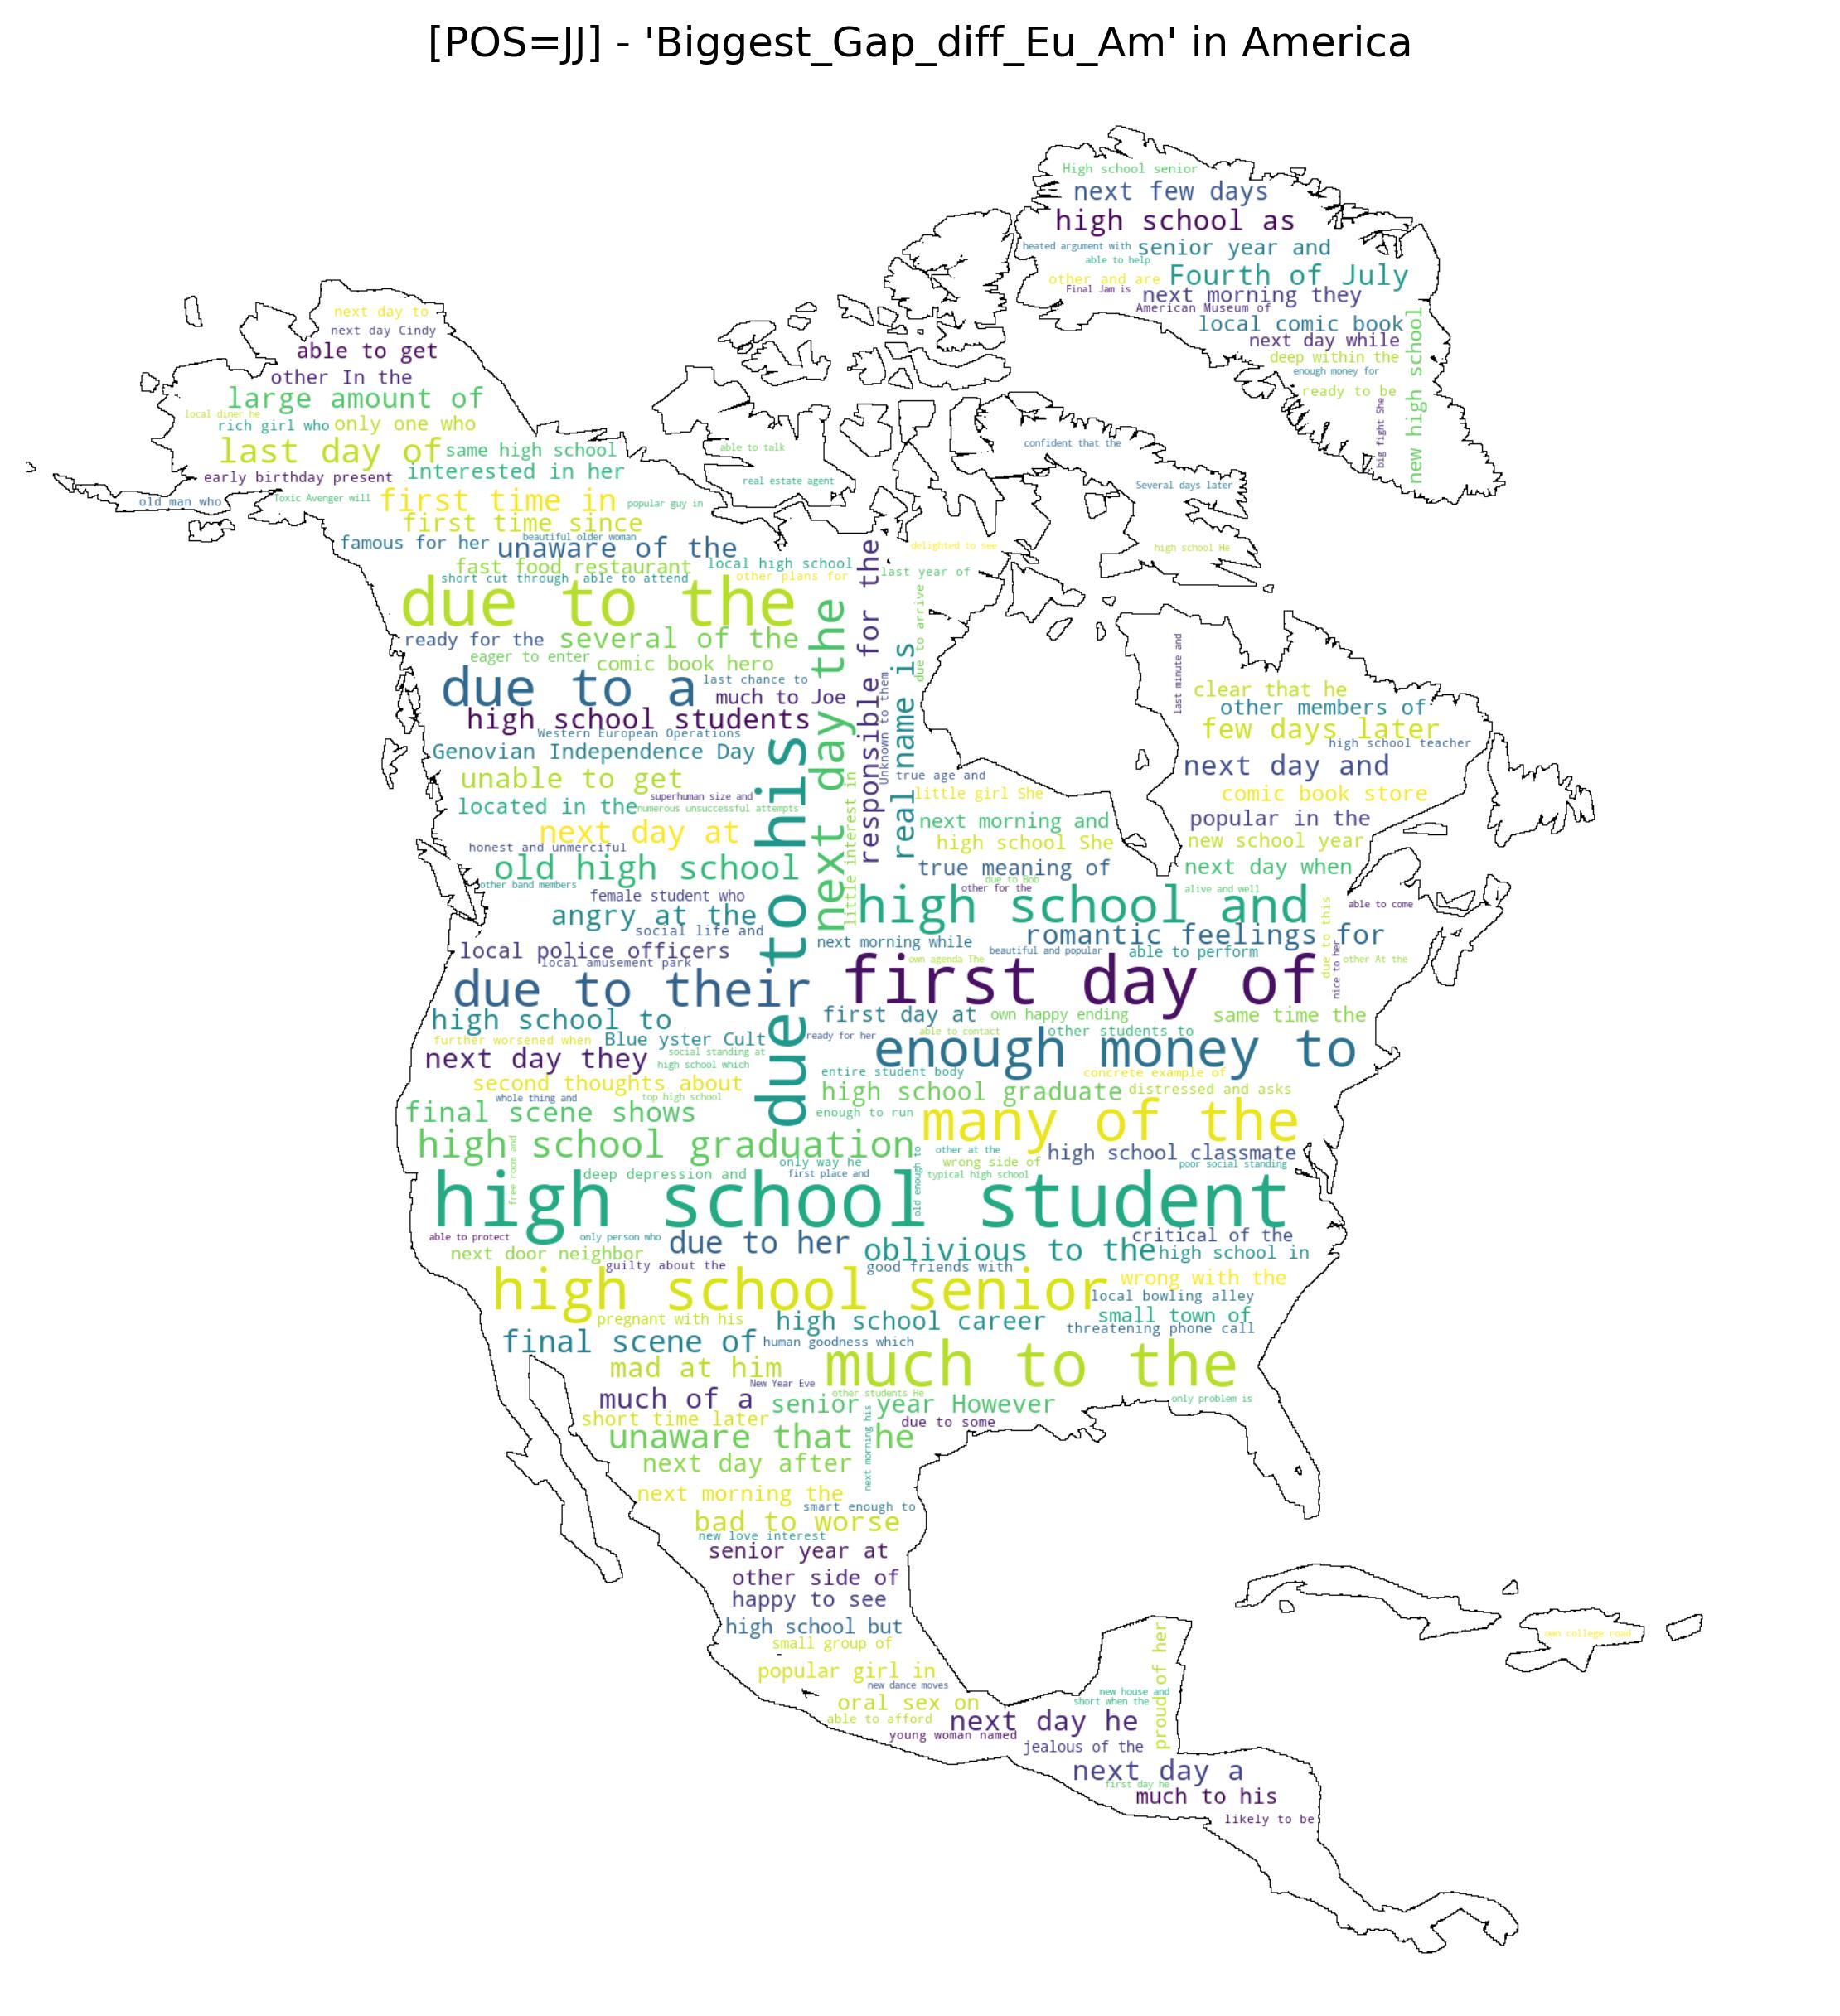 [POS=JJ] - 'Biggest_Gap_diff_Eu_Am' in America
High school senior
next few days
high school as
heated argument with
senior year and
able to help
other and are
Fourth of July
Final Jam is
next morning they
American Museum of
local comic book
next day while
deep within the
enough money for
ready to be
big fight She
new high school
next day to
next day Cindy
able to get
other In the
large amount of
local diner he
rich girl who
only one who
last day of
same high school
early birthday present
interested in her
old man who
Toxic Avenger will
first time in
popular guy in
first time since
able to talk
real estate agent
confident that the
Several days later
high school He
famous for her
beautiful older woman
unaware of the
fast food restaurant
local high school
short cut through
able to attend
other plans for
delighted to see
last year of
due to the
responsible for the
due to arrive
ready for the
several of the
eager to enter
comic book hero
next day the
real name is
Unknown to them
due to a
last chance to
much to Joe
high school students
Western European Operations
Genovian Independence Day
due to his
unable to get
superhuman size and
located in the
numerous unsuccessful attempts
little interest in
true age and
little girl She
next day at
next morning and
honest and unmerciful
high school She
old high school
true meaning of
last minute and
clear that he
other members of
few days later
high school teacher
next day and
comic book store
popular in the
new school year
next day when
other band members
due to Bob
other for the
alive and well
female student who
high school and
able to come
angry at the
social life and
romantic feelings for
due to this
local police officers
next morning while
beautiful and popular
able to perform
nice to her
local amusement park
own agenda The
other At the
due to their
first day of
high school to
first day at
own happy ending
same time the
further worsened when
Blue yster Cult
ready for her
able to contact
other students to
next day they
social standing at
high school which
enough money to
second thoughts about
entire student body
concrete example of
whole thing and
top high school
high school graduate
distressed and asks
final scene shows
enough to run
many of the
high school graduation
free room and
only way he
other at the
high school classmate
deep depression and
first place and
wrong side of
poor social standing
old enough to
typical high school
high school student
able to protect
only person who
due to her
oblivious to the
critical of the
next door neighbor
high school in
guilty about the
good friends with
high school senior
wrong with the
local bowling alley
pregnant with his
high school career
small town of
threatening phone call
final scene of
human goodness which
mad at him
much to the
New Year Eve
other students He
only problem is
much of a
senior year However
short time later
due to some
unaware that he
next morning his
next day after
next morning the
smart enough to
bad to worse
new love interest
senior year at
other side of
happy to see
high school but
small group of
popular girl in
new dance moves
oral sex on
able to afford
young woman named
own college road
proud of her
new house and
short when the
next day he
jealous of the
next day a
first day he
much to his
likely to be